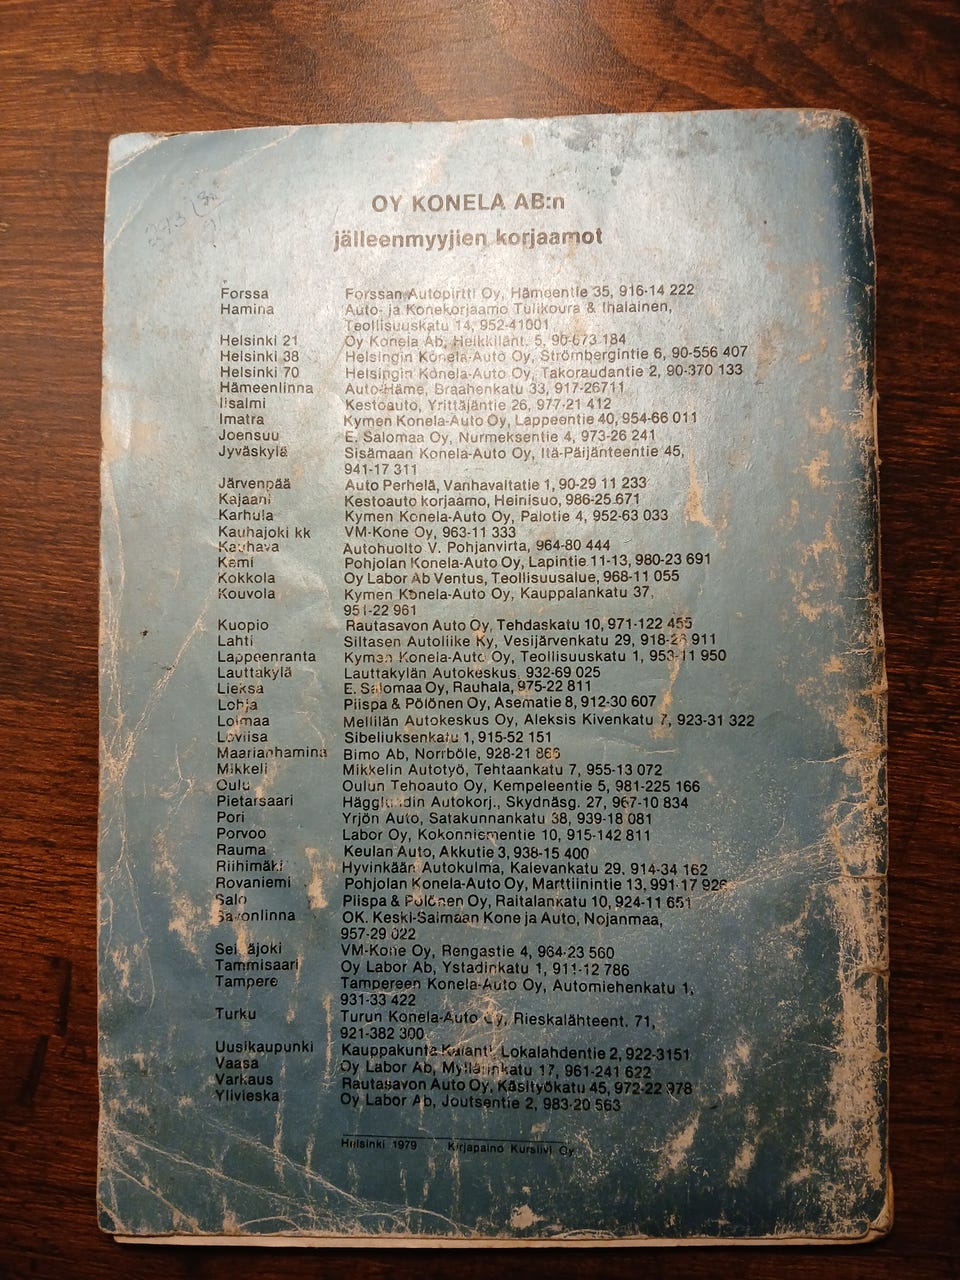 OY KONELA AB:n
jälleenmyyjien korjaamot
Forssa Forssan Autopirtti Oy, Hämeentie 35, 916-14 222
Hamina Auto- ja Konekorjaamo Tulikoura & Ihalainen,
Teollisuuskatu 14, 952-41001
Helsinki 21 Oy Konela Ab, Heikkilänt. 5, 90-673 184
Helsinki 38 Helsingin Konela-Auto Oy, Strömbergintie 6, 90-556 407
Helsinki 70 Helsingin Konela-Auto Oy, Takoraudantie 2, 90-370 133
Hämeenlinna Auto-Häme, Braahenkatu 33, 917-26711
Iisalmi Kestoauto, Yrittäjäntie 26, 977-21 412
Imatra Kymen Konela-Auto Oy, Lappeentie 40, 954-66 011
Joensuu E. Salomaa Oy, Nurmeksentie 4, 973-26 241
Jyväskylä Sisämaan Konela-Auto Oy, Itä-Päijänteentie 45,
941-17 311
Järvenpää Auto Perhelä, Vanhavaltatie 1, 90-29 11 233
Kajaani Kestoauto korjaamo, Heinisuo, 986-25 671
Karhula Kymen Konela-Auto Oy, Palotie 4, 952-63 033
Kauhajoki kk VM-Kone Oy, 963-11 333
Kauhava Autohuolto V. Pohjanvirta, 964-80 444
Kemi Pohjolan Konela-Auto Oy, Lapintie 11-13, 980-23 691
Kokkola Oy Labor Ab Ventus, Teollisuusalue, 968-11 055
Kouvola Kymen Konela-Auto Oy, Kauppalankatu 37,
951-22 961
Kuopio Rautasavon Auto Oy, Tehdaskatu 10, 971-122 455
Lahti Siltasen Autoliike Ky, Vesijärvenkatu 29, 911
Lappeenranta Kymen Konela-Auto Oy, Teollisuuskatu 1, 953-11 950
Lauttakylä Lauttakylän Autokeskus, 932-69 025
Lieksa E. Salomaa Oy, Rauhala, 975-22 811
Lohja Piispa & Pölönen Oy, Asematie 8, 912-30 607
Loimaa Mellilän Autokeskus Oy, Aleksis Kivenkatu 7, 923-31 322
Loviisa Sibeliuksenkatu 1, 915-52 151
Maarianhamina Bimo Ab, Norrböle, 928-21 866
Mikkeli Mikkelin Autotyö, Tehtaankatu 7, 955-13 072
Oulu Oulun Tehoauto Oy, Kempeleentie 5, 981-225 166
Pietarsaari Autokorj., Skydnäsg. 27, 967-10 834
Pori Yrjön Auto, Satakunnankatu 38, 939-18 081
Porvoo Labor Oy, Kokonniementie 10, 915-142 811
Rauma Keulan Auto, Akkutie 3, 938-15 400
Riihimäki Hyvinkään Autokulma, Kalevankatu 29, 914-34 162
Rovaniemi Pohjolan Konela-Auto Oy, Marttiinintie 13, 991-17 926
Salo Piispa & Pölönen Oy, Raitalankatu 10, 924-11 651
Savonlinna OK. Keski-Saimaan Kone ja Auto, Nojanmaa,
957-29 022
Seinäjoki VM-Kone Oy, Rengastie 4, 964-23 560
Tammisaari Oy Labor Ab, Ystadinkatu 1, 911-12 786
Tampere Tampereen Konela-Auto Oy, Automiehenkatu 1,
931-33 422
Turku Turun Konela-Auto Oy, Rieskalähteent. 71,
921-382 300
Uusikaupunki Kauppakunta Kalanti, Lokalahdentie 2, 922-3151
Vaasa Oy Labor Ab, Myllärinkatu 17, 961-241 622
Varkaus Rautasavon Auto Oy, Käsityökatu 45, 972-22 978
Ylivieska Oy Labor Ab, Joutsentie 2, 983-20 563
Helsinki 1979 Kirjapaino Kursiivi Oy